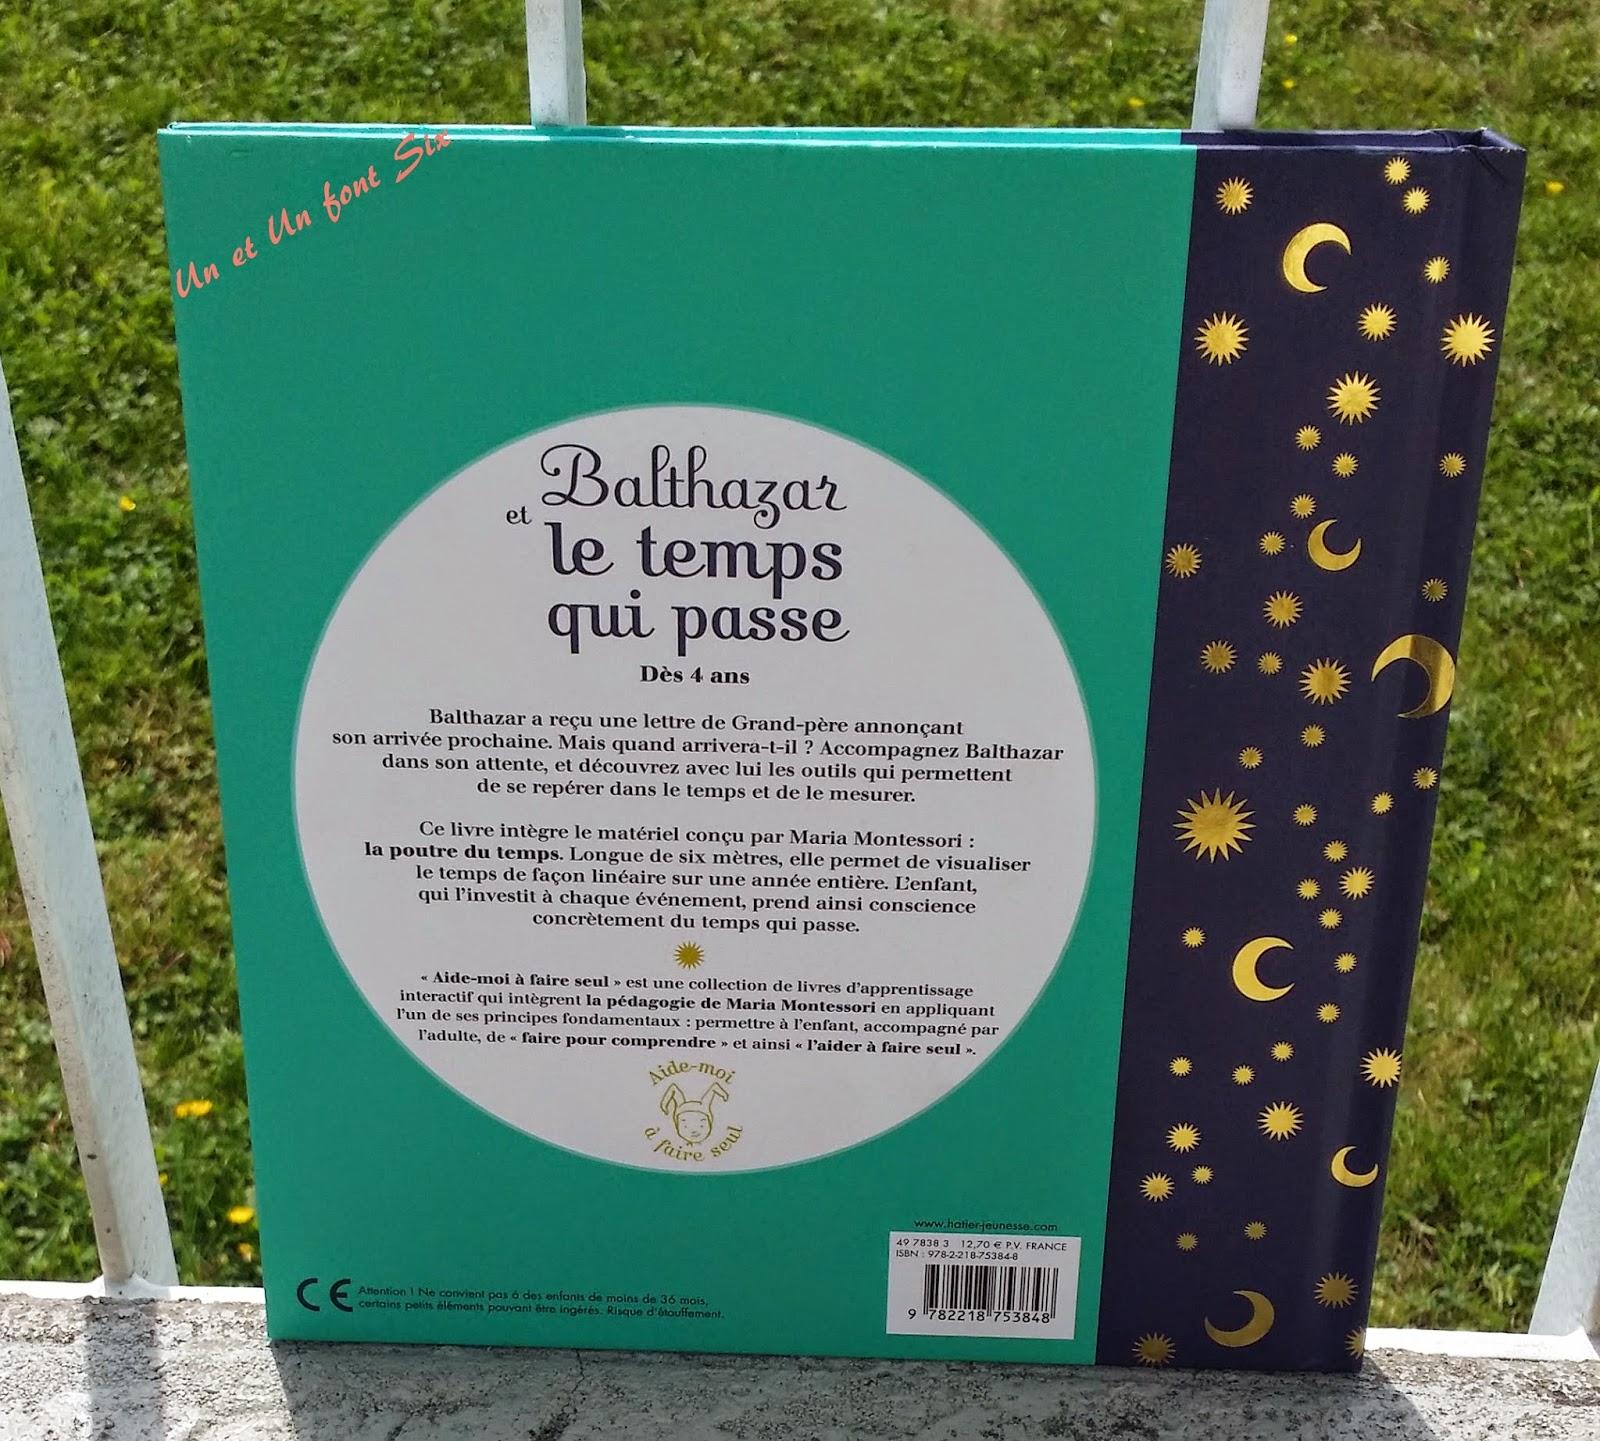 Un et Un font Six
Balthazar
et le temps
qui passe
Dès 4 ans
Balthazar a reçu une lettre de Grand-père annonçant
son arrivée prochaine. Mais quand arrivera-t-il ? Accompagnez Balthazar
dans son attente, et découvrez avec lui les outils qui permettent
de se repérer dans le temps et de le mesurer.
Ce livre intègre le matériel conçu par Maria Montessori :
la poutre du temps. Longue de six mètres, elle permet de visualiser
le temps de façon linéaire sur une année entière. L'enfant,
qui l'investit à chaque événement, prend ainsi conscience
concrètement du temps qui passe.
« Aide-moi à faire seul » est une collection de livres d'apprentissage
interactif qui intègrent la pédagogie de Maria Montessori en appliquant
l'un de ses principes fondamentaux : permettre à l'enfant, accompagné par
l'adulte, de « faire pour comprendre » et ainsi « l'aider à faire seul ».
Aide-moi
à faire seul
www.hatier-jeunesse.com
49 7838 3 12,70 € P.V. FRANCE
ISBN : 978-2-218-75384-8
9 782218 753848
CE Attention ! Ne convient pas à des enfants de moins de 36 mois,
certains petits éléments pouvant être ingérés. Risque d'étouffement.